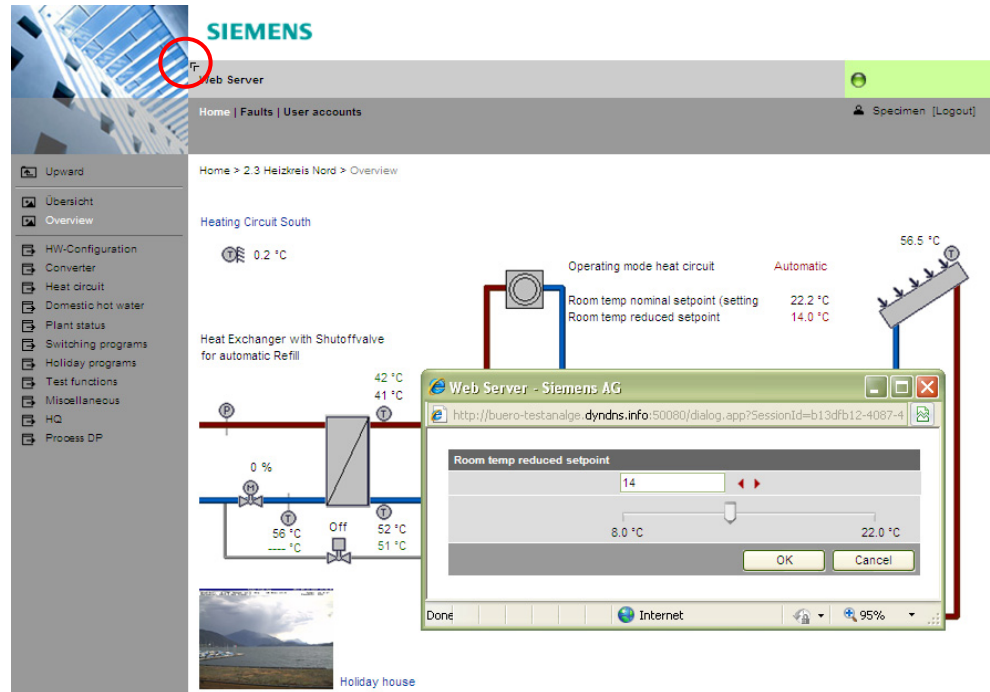 SIEMENS
Web Server
Home | Faults | User accounts
Specimen [Logout]
Upward
Übersicht
Overview
HW-Configuration
Converter
Heat circuit
Domestic hot water
Plant status
Switching programs
Holiday programs
Test functions
Miscellaneous
HQ
Process DP
Home > 2.3 Heizkreis Nord > Overview
Heating Circuit South
T 0.2 °C
56.5 °C
T
Operating mode heat circuit Automatic
Room temp nominal setpoint (setting 22.2 °C
Room temp reduced setpoint 14.0 °C
Heat Exchanger with Shutoffvalve
for automatic Refill
42 °C
41 °C
P
T
0 %
M
T
T
56 °C
---- °C
Off
52 °C
51 °C
Holiday house
Web Server - Siemens AG
http://buero-testanalge.dyndns.info:50080/dialog.app?SessionId=b13dfb12-4087-4
Room temp reduced setpoint
14
8.0 °C 22.0 °C
OK Cancel
Done Internet 95%